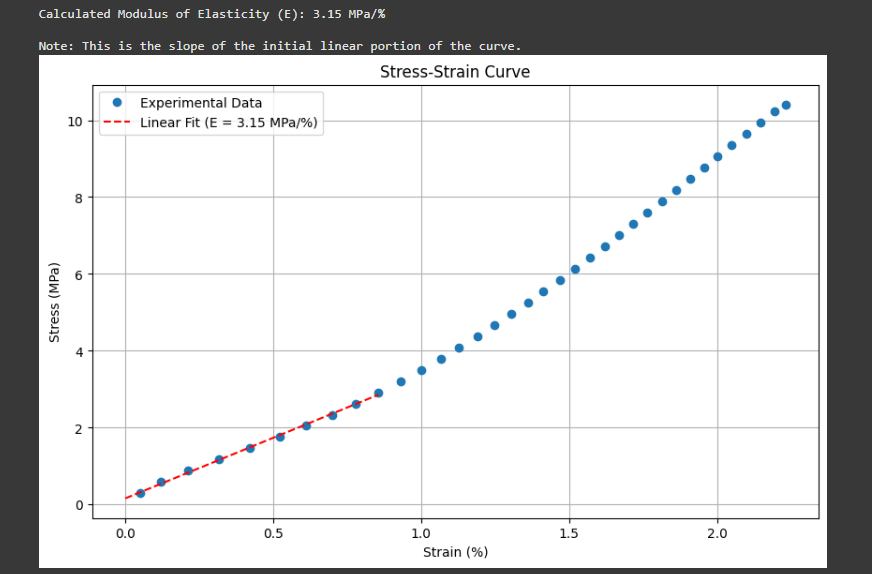 Calculated Modulus of Elasticity (E): 3.15 MPa/%
Note: This is the slope of the initial linear portion of the curve.
Stress-Strain Curve
Experimental Data
Linear Fit (E = 3.15 MPa/%)
10
8
6
4
2
0
Stress (MPa)
0.0 0.5 1.0 1.5 2.0
Strain (%)